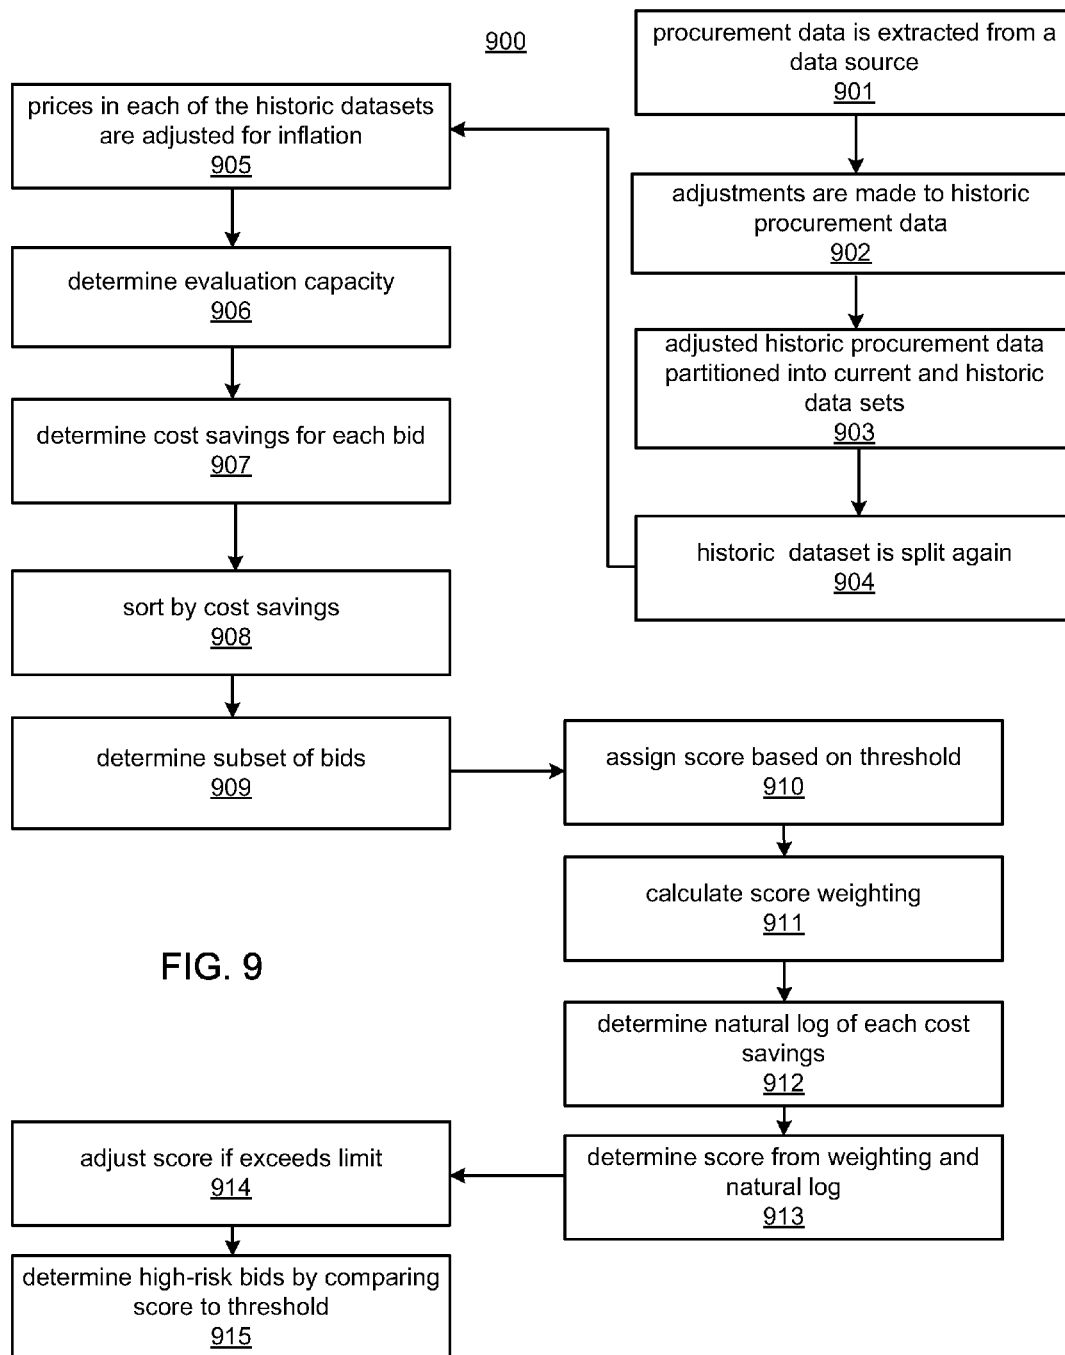 900
procurement data is extracted from a
data source
901
adjustments are made to historic
procurement data
902
adjusted historic procurement data
partitioned into current and historic
data sets
903
historic dataset is split again
904
prices in each of the historic datasets
are adjusted for inflation
905
determine evaluation capacity
906
determine cost savings for each bid
907
sort by cost savings
908
determine subset of bids
909
assign score based on threshold
910
calculate score weighting
911
determine natural log of each cost
savings
912
determine score from weighting and
natural log
913
adjust score if exceeds limit
914
determine high-risk bids by comparing
score to threshold
915
FIG. 9